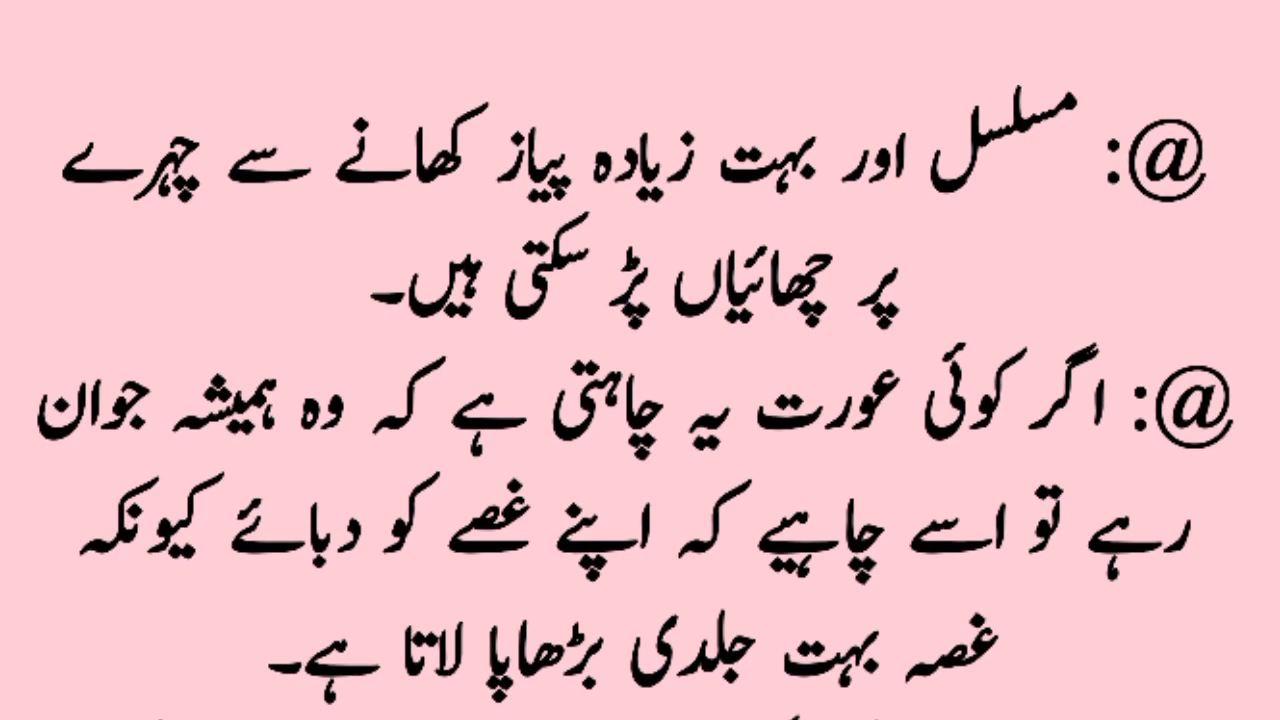 @: مسلسل اور بہت زیادہ پیاز کھانے سے چہرے
پر چھائیاں پڑ سکتی ہیں۔
@: اگر کوئی عورت یہ چاہتی ہے کہ وہ ہمیشہ جوان
رہے تو اسے چاہیے کہ اپنے غصے کو دبائے کیونکہ
غصہ بہت جلدی بڑھاپا لاتا ہے۔